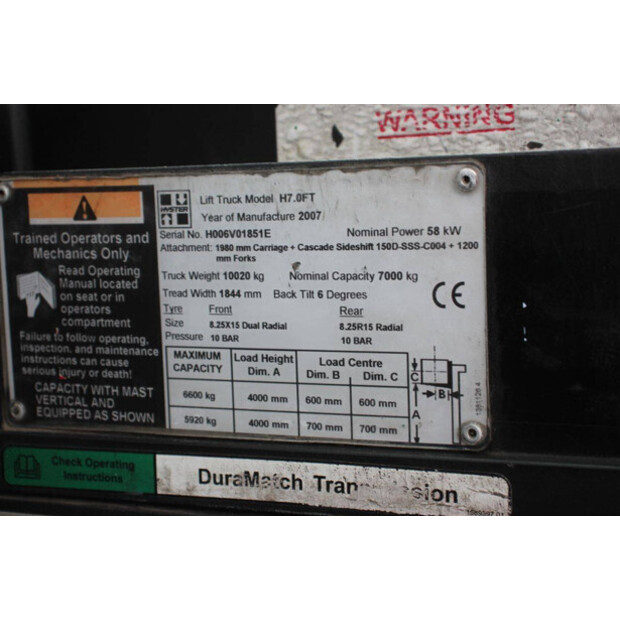 WARNING
HYSTER
Lift Truck Model H7.0FT
Year of Manufacture 2007
Serial No. H006V01851E Nominal Power 58 kW
Attachment: 1980 mm Carriage + Cascade Sideshift 150D-SSS-C004 + 1200
mm Forks
Truck Weight 10020 kg Nominal Capacity 7000 kg
Tread Width 1844 mm Back Tilt 6 Degrees
CE
Tyre Front Rear
Size 8.25X15 Dual Radial 8.25R15 Radial
Pressure 10 BAR 10 BAR
MAXIMUM CAPACITY Load Height Dim. A Load Centre Dim. B Dim. C
6600 kg 4000 mm 600 mm 600 mm
5920 kg 4000 mm 700 mm 700 mm
C
B
A
Trained Operators and
Mechanics Only
Read Operating
Manual located
on seat or in
operators
compartment
Failure to follow operating,
inspection, and maintenance
instructions can cause
serious injury or death!
CAPACITY WITH MAST
VERTICAL AND
EQUIPPED AS SHOWN
Check Operating
Instructions
DuraMatch Tran sion